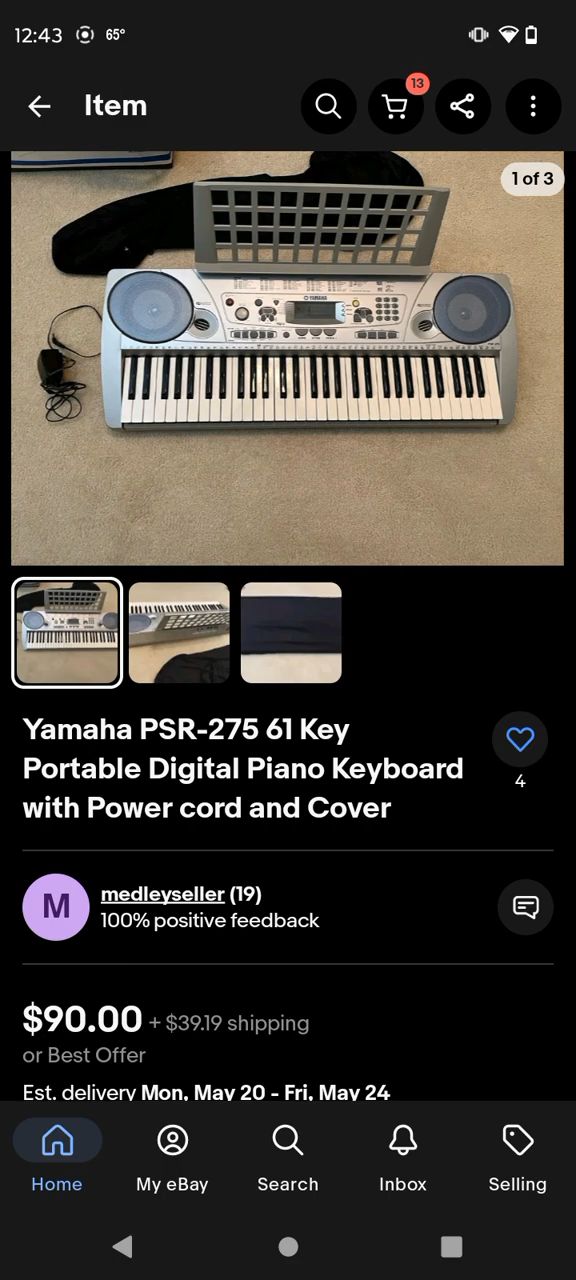 12:43 65°
Item
13
1 of 3
YAMAHA
Yamaha PSR-275 61 Key
Portable Digital Piano Keyboard
with Power cord and Cover
4
M
medleyseller (19)
100% positive feedback
$90.00 + $39.19 shipping
or Best Offer
Est. delivery Mon, May 20 - Fri, May 24
Home My eBay Search Inbox Selling